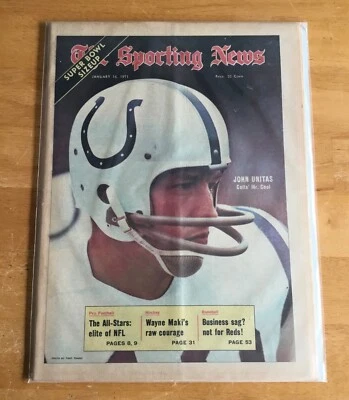 The Sporting News
SUPER BOWL
SIZEUP
JANUARY 16, 1971
JOHN UNITAS
Colts' Mr. Cool
Pro Football
The All-Stars:
elite of NFL
PAGES 8, 9
Hockey
Wayne Maki's
raw courage
PAGE 31
Baseball
Business sag?
not for Reds!
PAGE 53